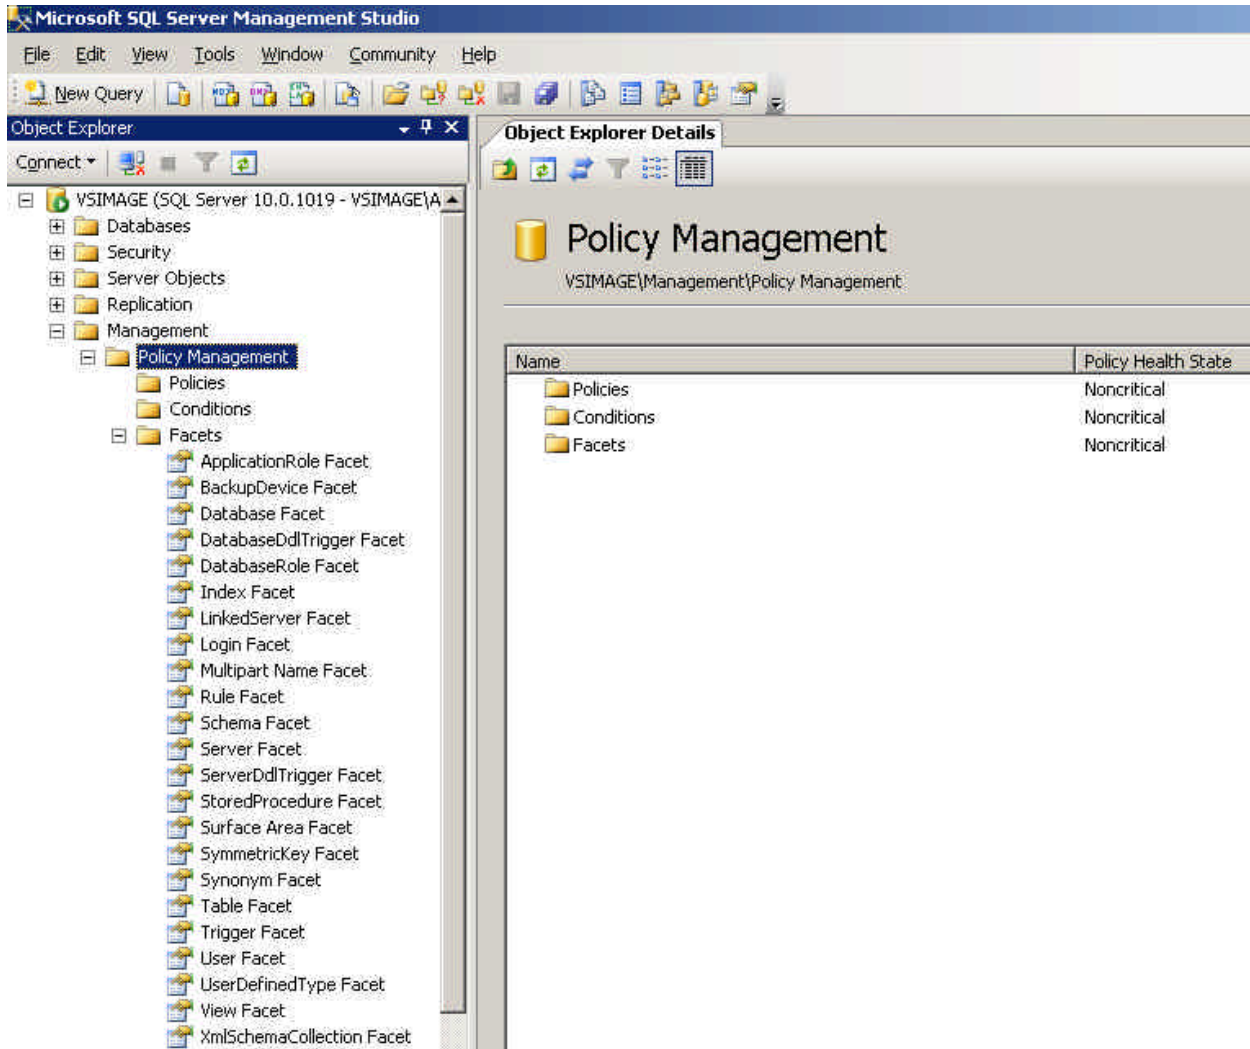 Microsoft SQL Server Management Studio
File Edit View Tools Window Community Help
New Query
Object Explorer
Connect
VSIMAGE (SQL Server 10.0.1019 - VSIMAGE\A
Databases
Security
Server Objects
Replication
Management
Policy Management
Policies
Conditions
Facets
ApplicationRole Facet
BackupDevice Facet
Database Facet
DatabaseDdlTrigger Facet
DatabaseRole Facet
Index Facet
LinkedServer Facet
Login Facet
Multipart Name Facet
Rule Facet
Schema Facet
Server Facet
ServerDdlTrigger Facet
StoredProcedure Facet
Surface Area Facet
SymmetricKey Facet
Synonym Facet
Table Facet
Trigger Facet
User Facet
UserDefinedType Facet
View Facet
XmlSchemaCollection Facet
Object Explorer Details
Policy Management
VSIMAGE\Management\Policy Management
Name Policy Health State
Policies Noncritical
Conditions Noncritical
Facets Noncritical